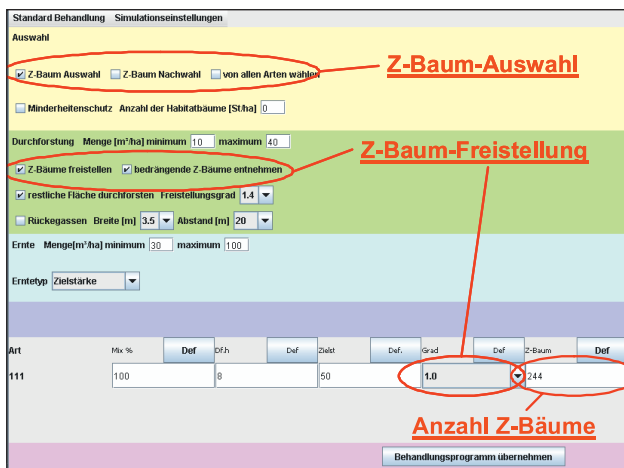 Standard Behandlung Simulationseinstellungen
Auswahl
Z-Baum Auswahl Z-Baum Nachwahl von allen Arten wählen
Z-Baum-Auswahl
Minderheitenschutz Anzahl der Habitatbäume [St/ha] 0
Durchforstung Menge [m³/ha] minimum 10 maximum 40
Z-Baum-Freistellung
Z-Bäume freistellen bedrängende Z-Bäume entnehmen
restliche Fläche durchforsten Freistellungsgrad 1.4
Rückegassen Breite [m] 3.5 Abstand [m] 20
Ernte Menge[m³/ha] minimum 30 maximum 100
Erntetyp Zielstärke
Art Mix % Def Df.h Def Zielst Def. Grad Def Z-Baum Def
111 100 8 50 1.0 244
Anzahl Z-Bäume
Behandlungsprogramm übernehmen